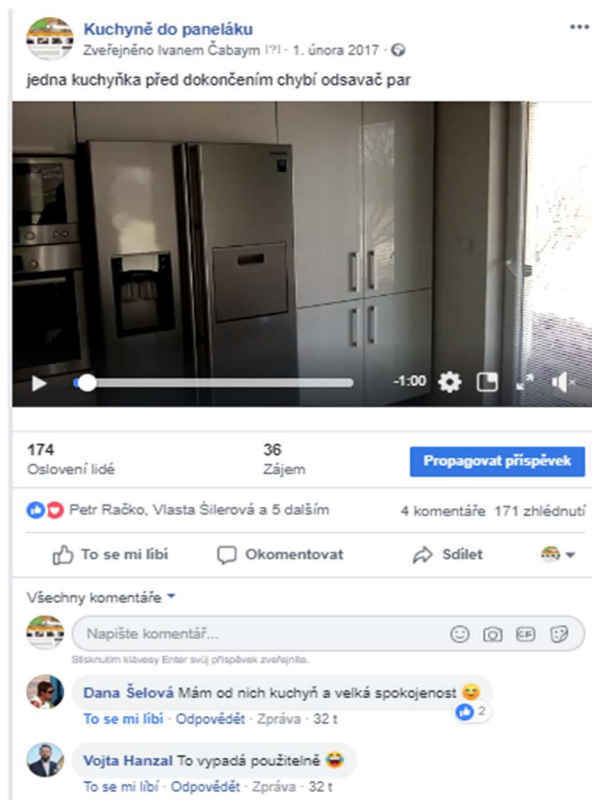 Kuchyně do paneláku
Zveřejněno Ivanem Čabaym [?] · 1. února 2017 ·
jedna kuchyňka před dokončením chybí odsavač par
-1:00
174
Oslovení lidé
36
Zájem
Propagovat příspěvek
Petr Račko, Vlasta Šilerová a 5 dalším
4 komentáře 171 zhlédnutí
To se mi líbí
Okomentovat
Sdílet
Všechny komentáře
Napište komentář...
GIF
Stisknutím klávesy Enter svůj příspěvek zveřejníte.
Dana Šelová Mám od nich kuchyň a velká spokojenost
2
To se mi líbí · Odpovědět · Zpráva · 32 t
Vojta Hanzal To vypadá použitelně
To se mi líbí · Odpovědět · Zpráva · 32 t